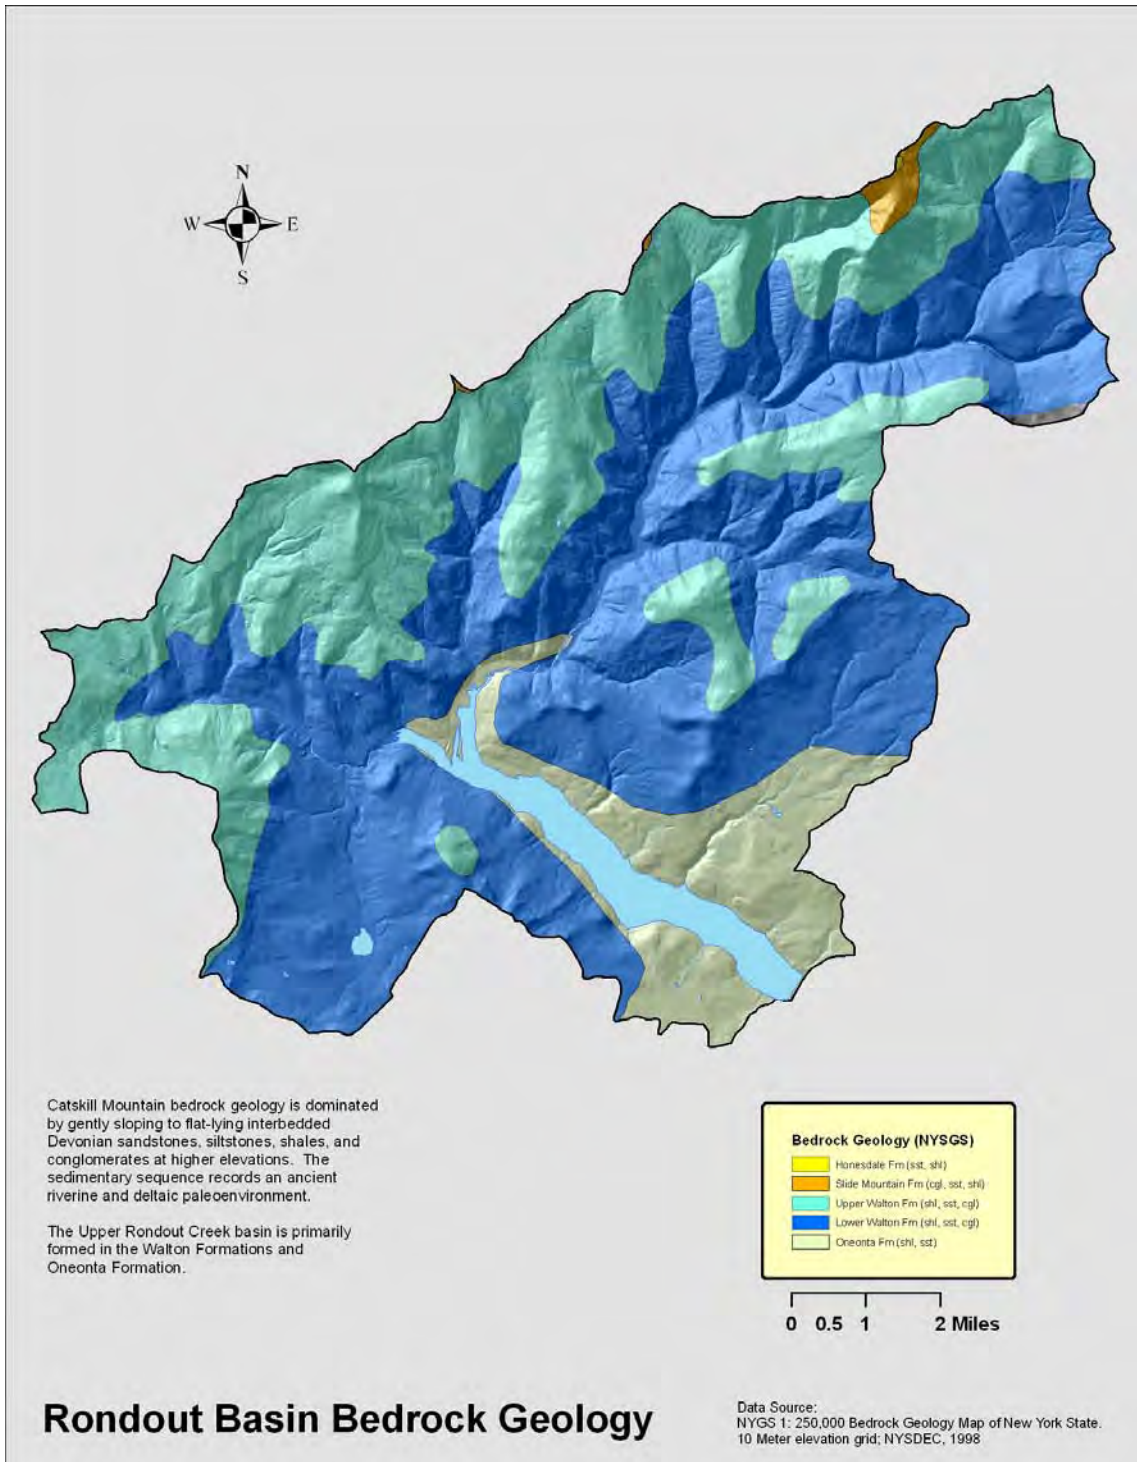 N
W E
S
Catskill Mountain bedrock geology is dominated
by gently sloping to flat-lying interbedded
Devonian sandstones, siltstones, shales, and
conglomerates at higher elevations. The
sedimentary sequence records an ancient
riverine and deltaic paleoenvironment.
The Upper Rondout Creek basin is primarily
formed in the Walton Formations and
Oneonta Formation.
Bedrock Geology (NYSGS)
Honesdale Fm (sst, shl)
Slide Mountain Fm (cgl, sst, shl)
Upper Walton Fm (shl, sst, cgl)
Lower Walton Fm (shl, sst, cgl)
Oneonta Fm (shl, sst)
0 0.5 1 2 Miles
Rondout Basin Bedrock Geology
Data Source:
NYGS 1: 250,000 Bedrock Geology Map of New York State.
10 Meter elevation grid; NYSDEC, 1998